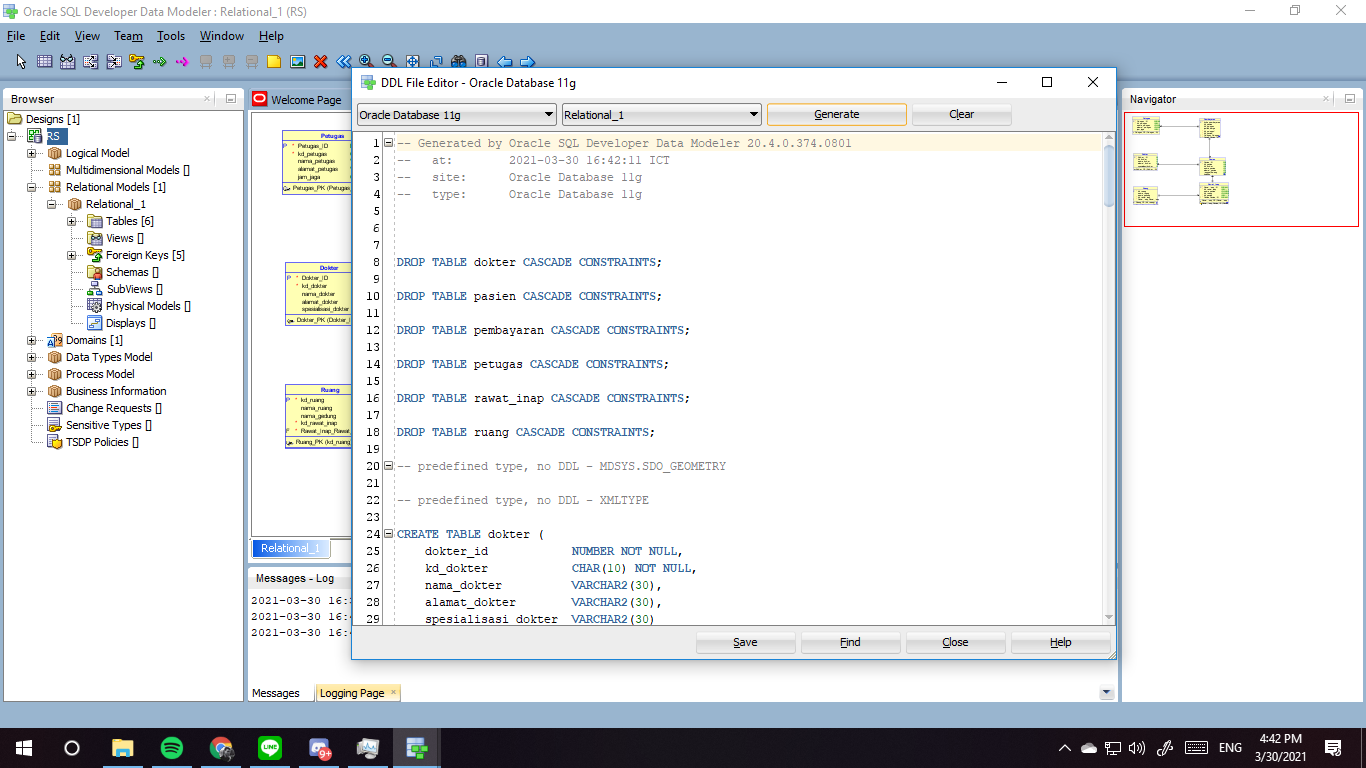 Oracle SQL Developer Data Modeler : Relational_1 (RS)
File Edit View Team Tools Window Help
Browser
Designs [1]
RS
Logical Model
Multidimensional Models []
Relational Models [1]
Relational_1
Tables [6]
Views []
Foreign Keys [5]
Schemas []
SubViews []
Physical Models []
Displays []
Domains [1]
Data Types Model
Process Model
Business Information
Change Requests []
Sensitive Types []
TSDP Policies []
Welcome Page
Petugas
P * Petugas_ID
* kd_petugas
nama_petugas
alamat_petugas
jam_jaga
Petugas_PK (Petugas_
Dokter
P * Dokter_ID
* kd_dokter
nama_dokter
alamat_dokter
spesialisasi_dokter
Dokter_PK (Dokter_I
Ruang
P * kd_ruang
nama_ruang
nama_gedung
* kd_rawat_inap
F * Rawat_Inap_Rawat_
Ruang_PK (kd_ruang
Relational_1
Messages - Log
2021-03-30 16:
2021-03-30 16:
2021-03-30 16:
Messages
Logging Page
DDL File Editor - Oracle Database 11g
Oracle Database 11g Relational_1 Generate Clear
1 -- Generated by Oracle SQL Developer Data Modeler 20.4.0.374.0801
2 -- at: 2021-03-30 16:42:11 ICT
3 -- site: Oracle Database 11g
4 -- type: Oracle Database 11g
5
6
7
8 DROP TABLE dokter CASCADE CONSTRAINTS;
9
10 DROP TABLE pasien CASCADE CONSTRAINTS;
11
12 DROP TABLE pembayaran CASCADE CONSTRAINTS;
13
14 DROP TABLE petugas CASCADE CONSTRAINTS;
15
16 DROP TABLE rawat_inap CASCADE CONSTRAINTS;
17
18 DROP TABLE ruang CASCADE CONSTRAINTS;
19
20 -- predefined type, no DDL - MDSYS.SDO_GEOMETRY
21
22 -- predefined type, no DDL - XMLTYPE
23
24 CREATE TABLE dokter (
25 dokter_id NUMBER NOT NULL,
26 kd_dokter CHAR(10) NOT NULL,
27 nama_dokter VARCHAR2(30),
28 alamat_dokter VARCHAR2(30),
29 spesialisasi_dokter VARCHAR2(30)
Save Find Close Help
Navigator
9+
ENG
4:42 PM
3/30/2021